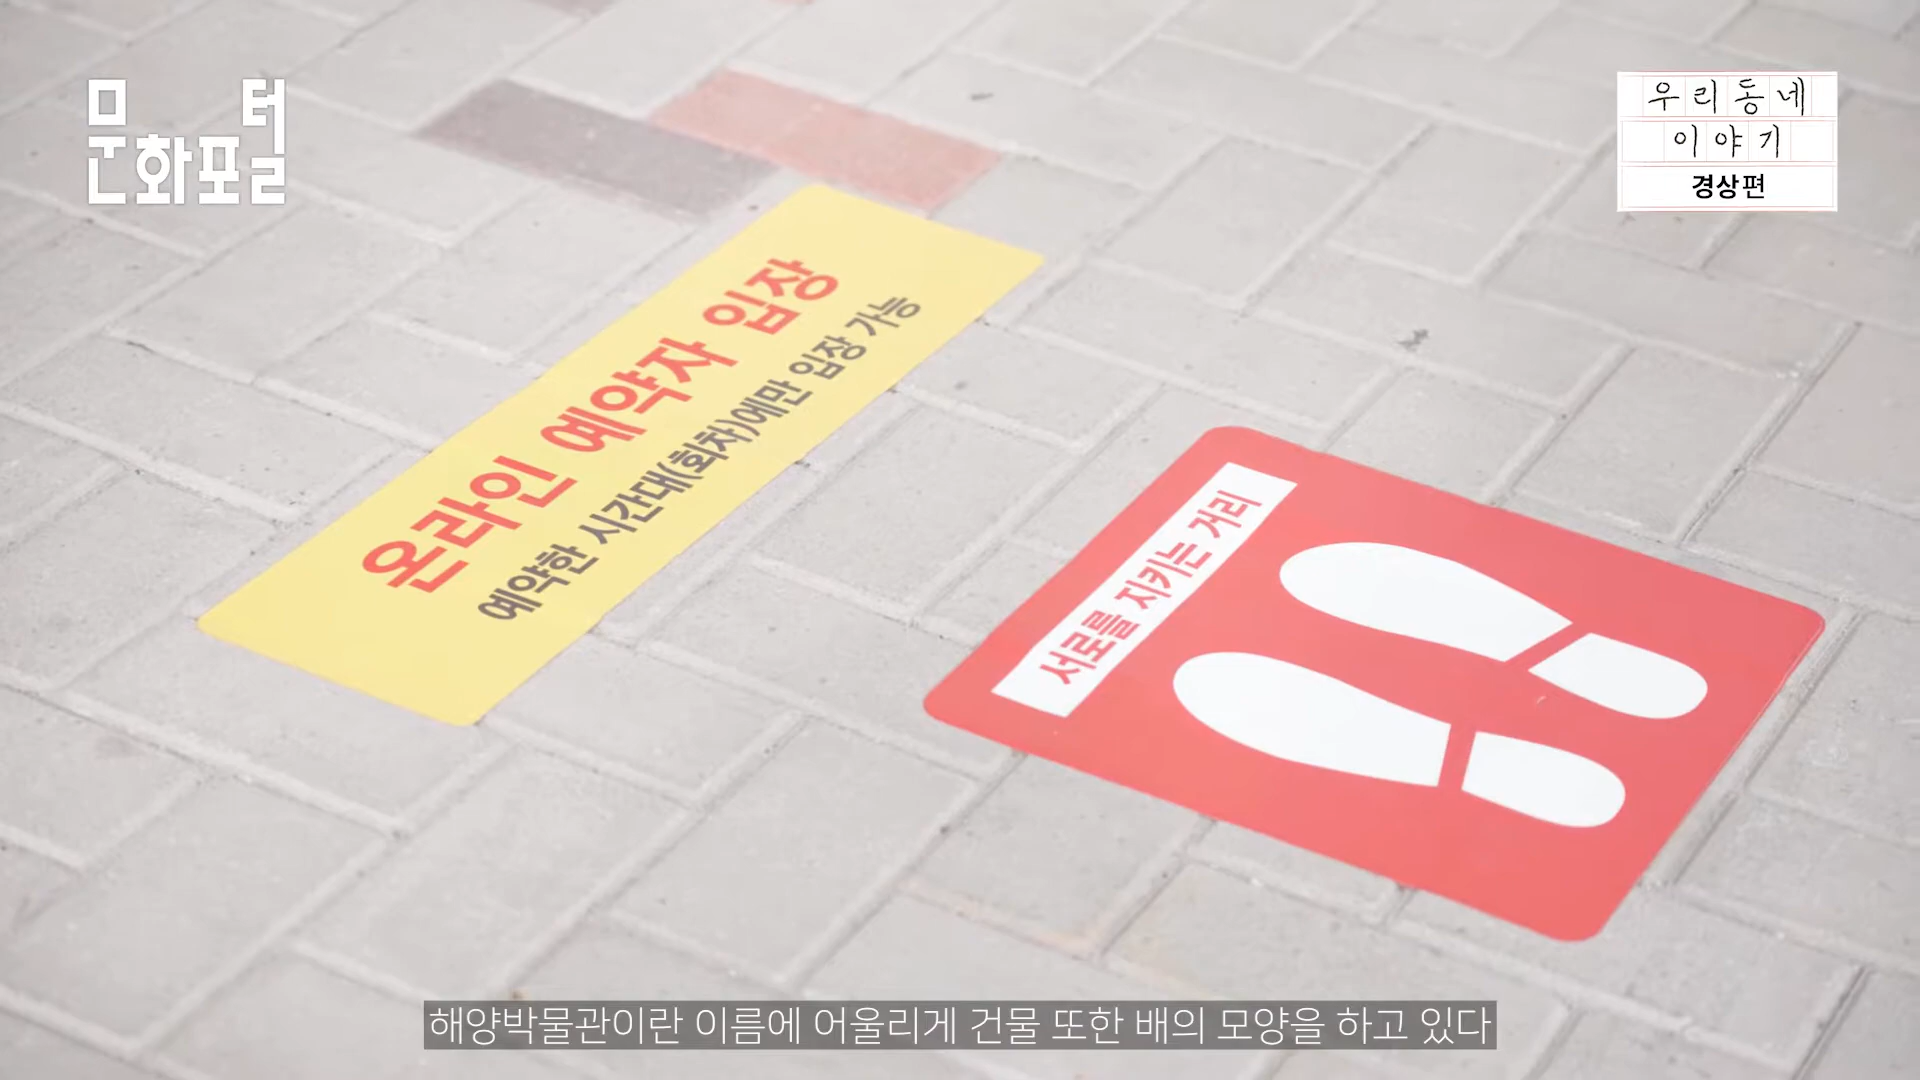 문화포털
우리동네
이야기
경상편
온라인 예약자 입장
예약한 시간대(회차)에만 입장 가능
서로를 지키는 거리
해양박물관이란 이름에 어울리게 건물 또한 배의 모양을 하고 있다